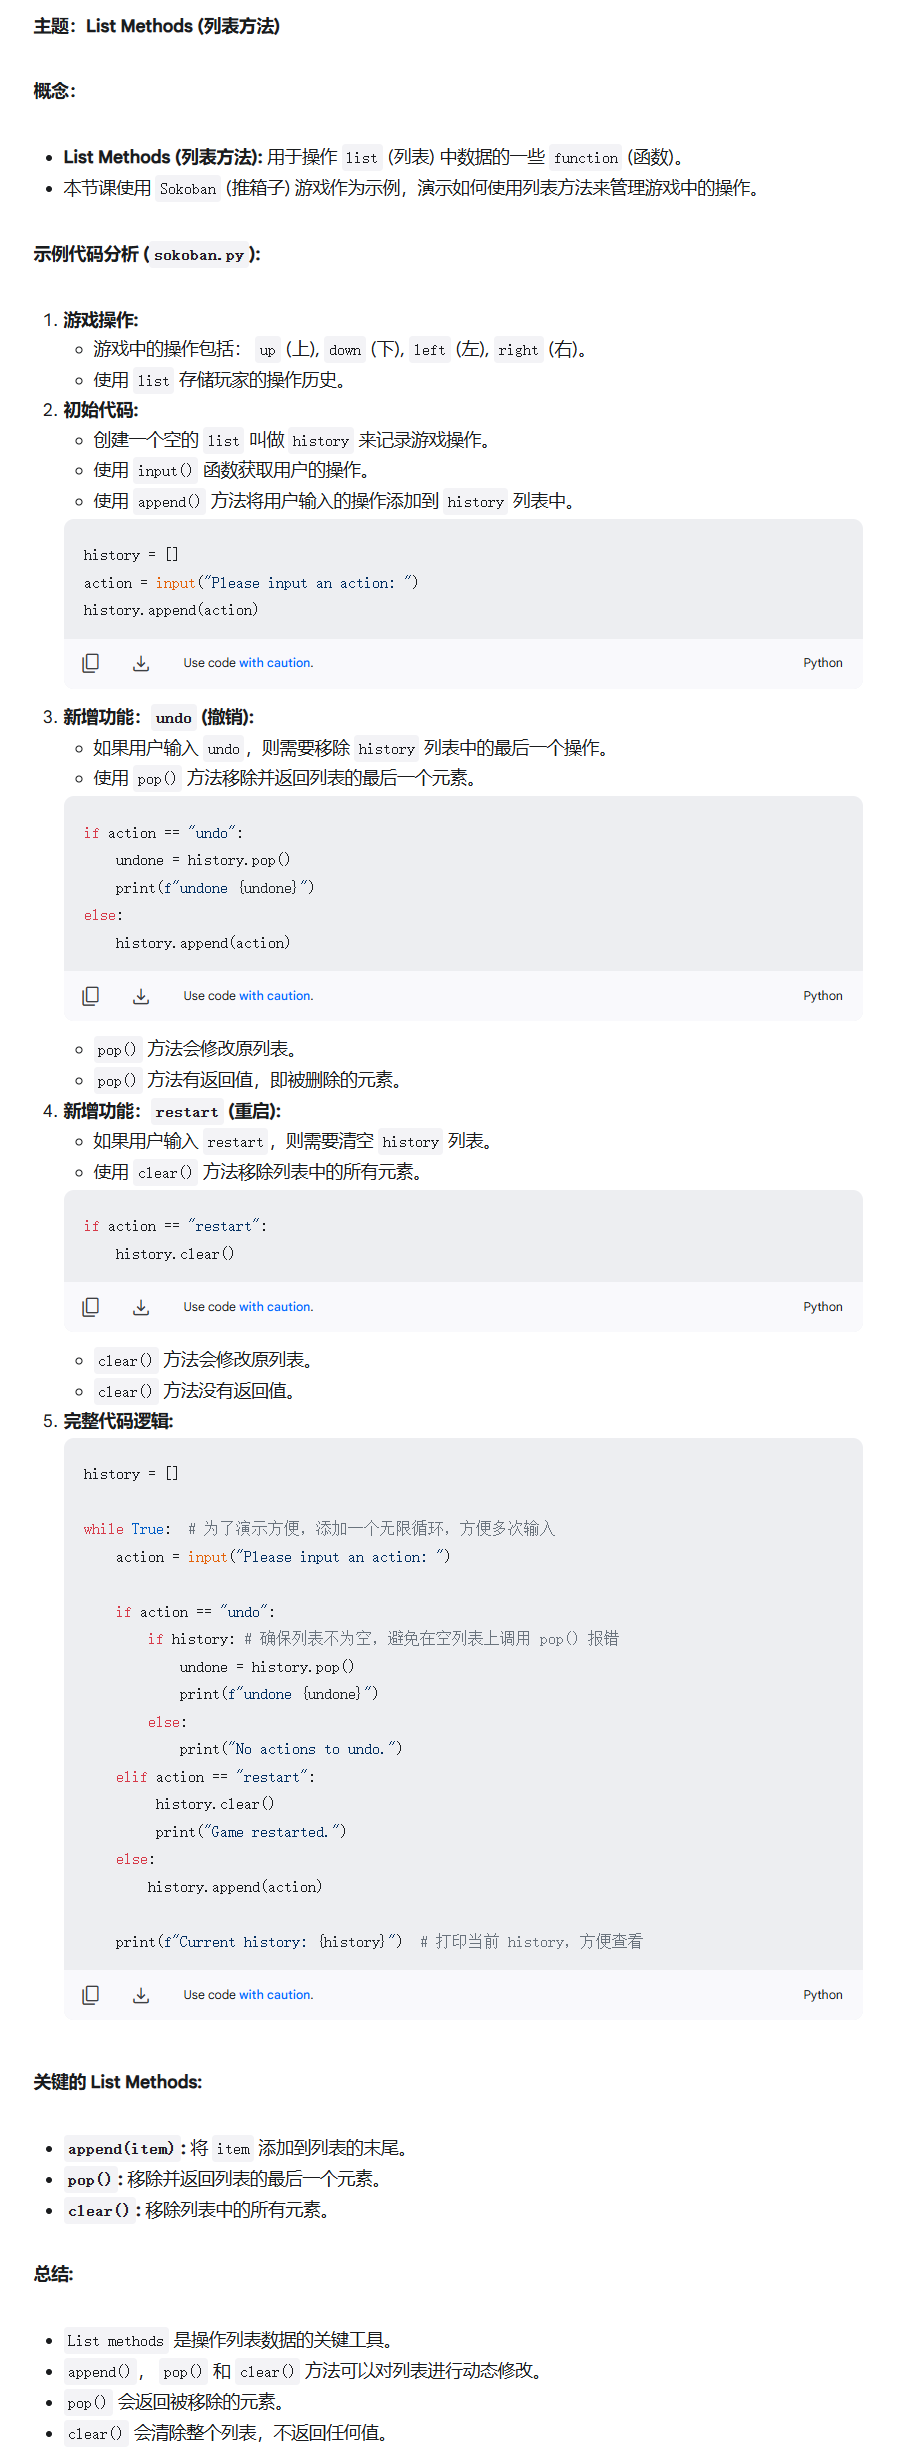 主题：List Methods (列表方法)
概念：
• List Methods (列表方法): 用于操作 list (列表) 中数据的一些 function (函数)。
• 本节课使用 Sokoban (推箱子) 游戏作为示例，演示如何使用列表方法来管理游戏中的操作。
示例代码分析 (sokoban.py):
1. 游戏操作:
◦ 游戏中的操作包括： up (上), down (下), left (左), right (右)。
◦ 使用 list 存储玩家的操作历史。
2. 初始代码:
◦ 创建一个空的 list 叫做 history 来记录游戏操作。
◦ 使用 input() 函数获取用户的操作。
◦ 使用 append() 方法将用户输入的操作添加到 history 列表中。
history = []
action = input("Please input an action: ")
history.append(action)
Use code with caution. Python
3. 新增功能：undo (撤销):
◦ 如果用户输入 undo，则需要移除 history 列表中的最后一个操作。
◦ 使用 pop() 方法移除并返回列表的最后一个元素。
if action == "undo":
    undone = history.pop()
    print(f"undone {undone}")
else:
    history.append(action)
Use code with caution. Python
◦ pop() 方法会修改原列表。
◦ pop() 方法有返回值，即被删除的元素。
4. 新增功能：restart (重启):
◦ 如果用户输入 restart，则需要清空 history 列表。
◦ 使用 clear() 方法移除列表中的所有元素。
if action == "restart":
    history.clear()
Use code with caution. Python
◦ clear() 方法会修改原列表。
◦ clear() 方法没有返回值。
5. 完整代码逻辑:
history = []
while True:  # 为了演示方便，添加一个无限循环，方便多次输入
    action = input("Please input an action: ")
    if action == "undo":
        if history: # 确保列表不为空，避免在空列表上调用 pop() 报错
            undone = history.pop()
            print(f"undone {undone}")
        else:
            print("No actions to undo.")
    elif action == "restart":
         history.clear()
         print("Game restarted.")
    else:
        history.append(action)
    print(f"Current history: {history}")  # 打印当前 history，方便查看
Use code with caution. Python
关键的 List Methods:
• append(item): 将 item 添加到列表的末尾。
• pop(): 移除并返回列表的最后一个元素。
• clear(): 移除列表中的所有元素。
总结:
• List methods 是操作列表数据的关键工具。
• append()， pop() 和 clear() 方法可以对列表进行动态修改。
• pop() 会返回被移除的元素。
• clear() 会清除整个列表，不返回任何值。